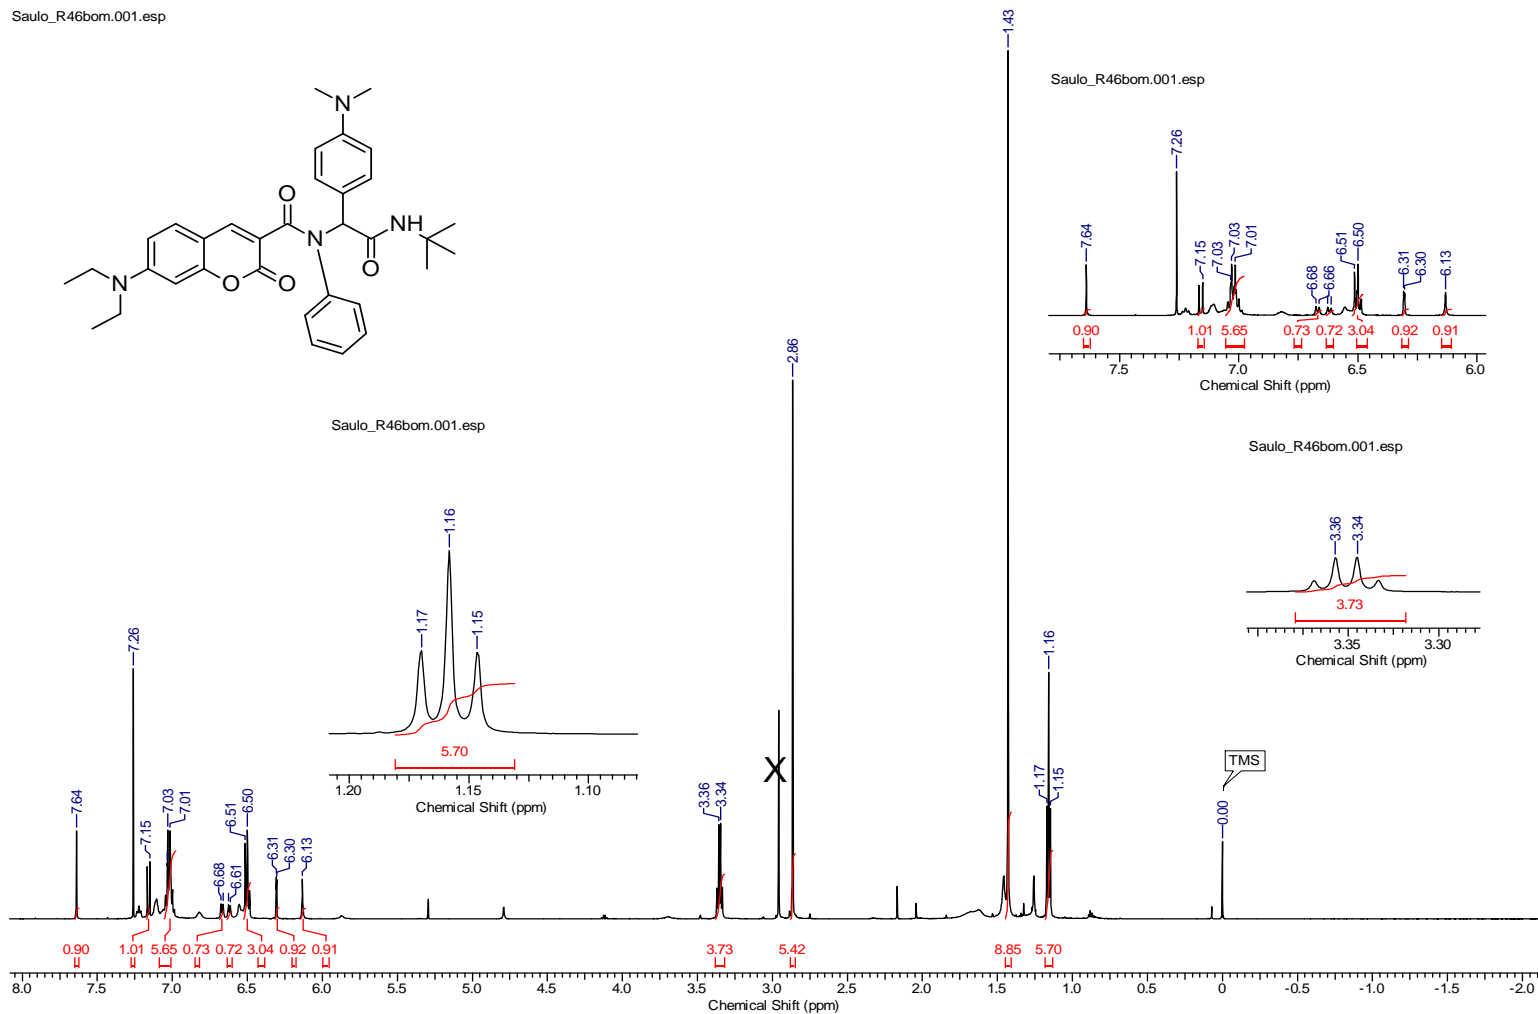 Saulo_R46bom.001.esp
N
O
N
NH
O
N
O
O
1.43
Saulo_R46bom.001.esp
7.64
7.26
7.15
7.03
7.03
7.01
6.68
6.66
6.51
6.50
6.31
6.30
6.13
0.90 1.01 5.65 0.73 0.72 3.04 0.92 0.91
7.5 7.0 6.5 6.0
Chemical Shift (ppm)
2.86
Saulo_R46bom.001.esp
1.17
1.16
1.15
5.70
1.20 1.15 1.10
Chemical Shift (ppm)
Saulo_R46bom.001.esp
3.36
3.34
3.73
3.35 3.30
Chemical Shift (ppm)
X
TMS
7.64
7.26
7.15
7.03
7.01
6.68
6.61
6.51
6.50
6.31
6.30
6.13
3.36
3.34
1.17
1.16
1.15
0.00
0.90 1.01 5.65 0.73 0.72 3.04 0.92 0.91 3.73 5.42 8.85 5.70
8.0 7.5 7.0 6.5 6.0 5.5 5.0 4.5 4.0 3.5 3.0 2.5 2.0 1.5 1.0 0.5 0 -0.5 -1.0 -1.5 -2.0
Chemical Shift (ppm)